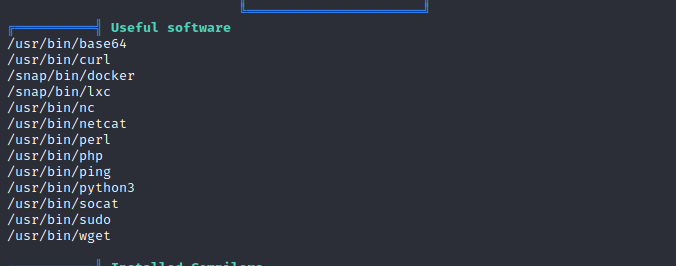 Useful software
/usr/bin/base64
/usr/bin/curl
/snap/bin/docker
/snap/bin/lxc
/usr/bin/nc
/usr/bin/netcat
/usr/bin/perl
/usr/bin/php
/usr/bin/ping
/usr/bin/python3
/usr/bin/socat
/usr/bin/sudo
/usr/bin/wget
Installed Compilers